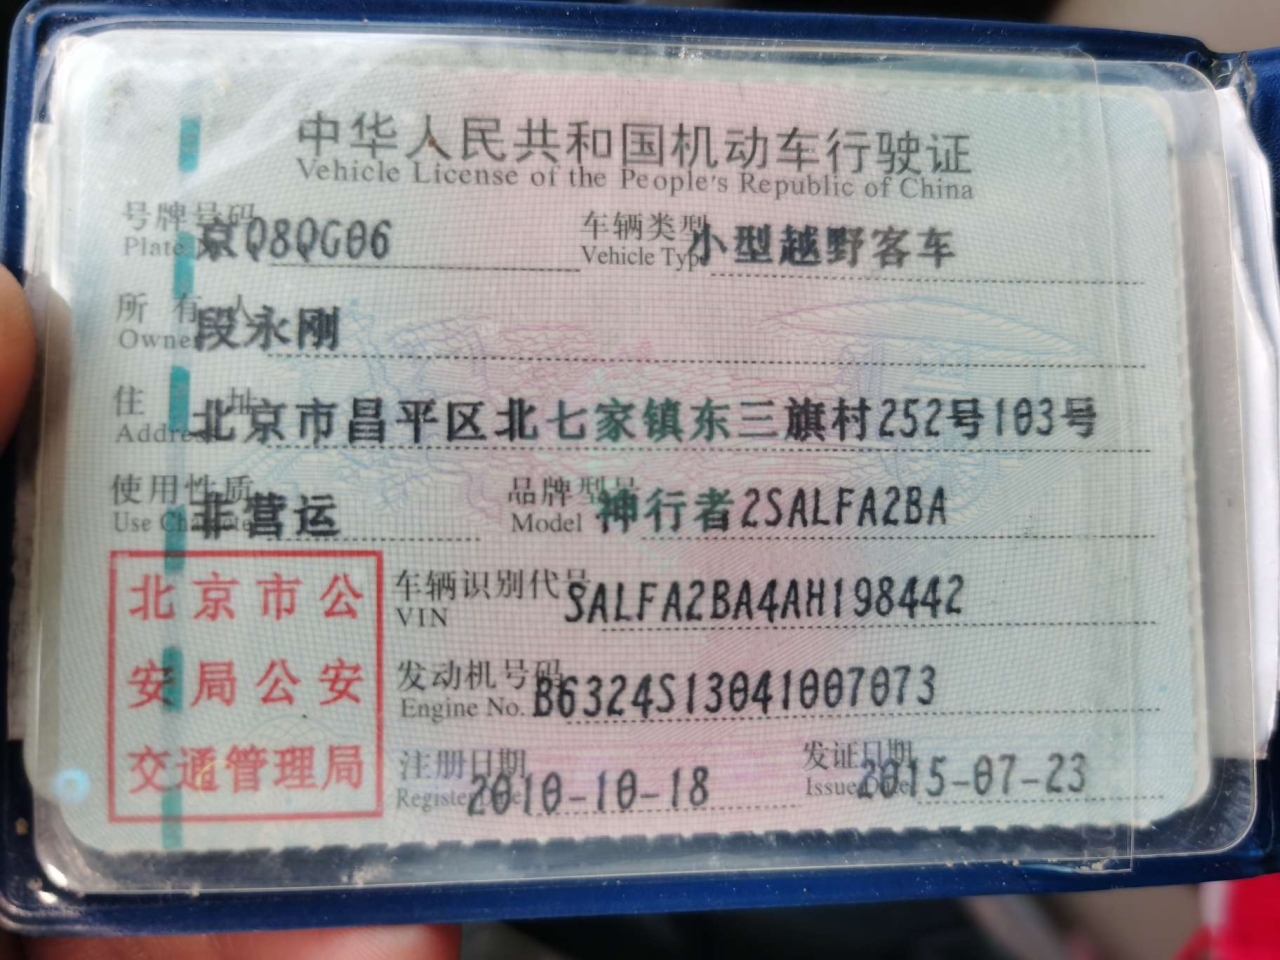 中华人民共和国机动车行驶证
Vehicle License of the People's Republic of China
号牌号码 京Q8QG06 车辆类型 小型越野客车
Plate Vehicle Type
所有人 段永刚
Owner
住址 北京市昌平区北七家镇东三旗村252号103号
Address
使用性质 非营运 品牌型号 神行者2SALFA2BA
Use Character Model
北京市公安局公安交通管理局
车辆识别代号 SALFA2BA4AH198442
VIN
发动机号码 B6324S13041007073
Engine No.
注册日期 2010-10-18 发证日期 2015-07-23
Register Date Issue Date